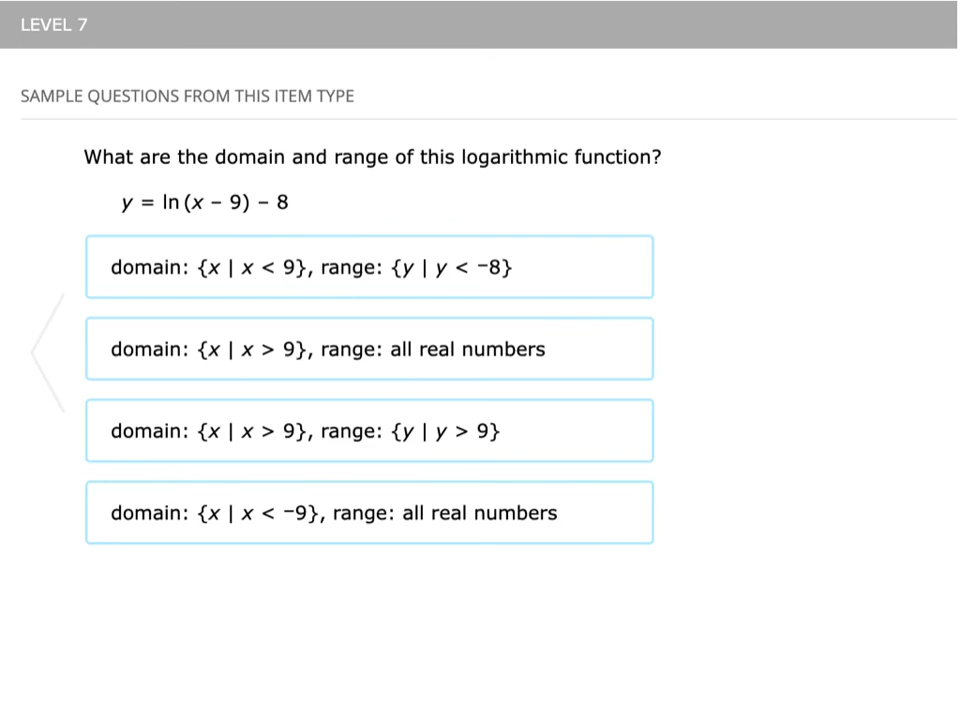 LEVEL 7
SAMPLE QUESTIONS FROM THIS ITEM TYPE
What are the domain and range of this logarithmic function?
y = ln (x – 9) – 8
domain: {x | x < 9}, range: {y | y < −8}
domain: {x | x > 9}, range: all real numbers
domain: {x | x > 9}, range: {y | y > 9}
domain: {x | x < −9}, range: all real numbers